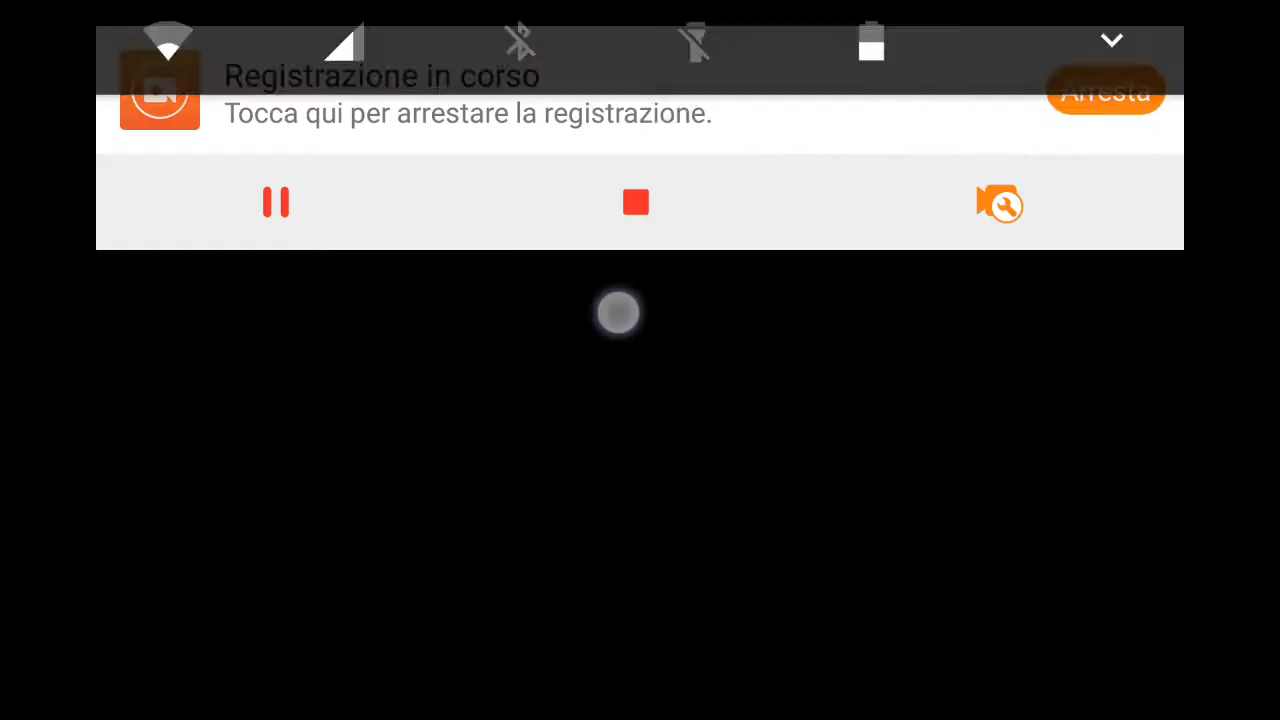 Registrazione in corso
Tocca qui per arrestare la registrazione.
Arresta